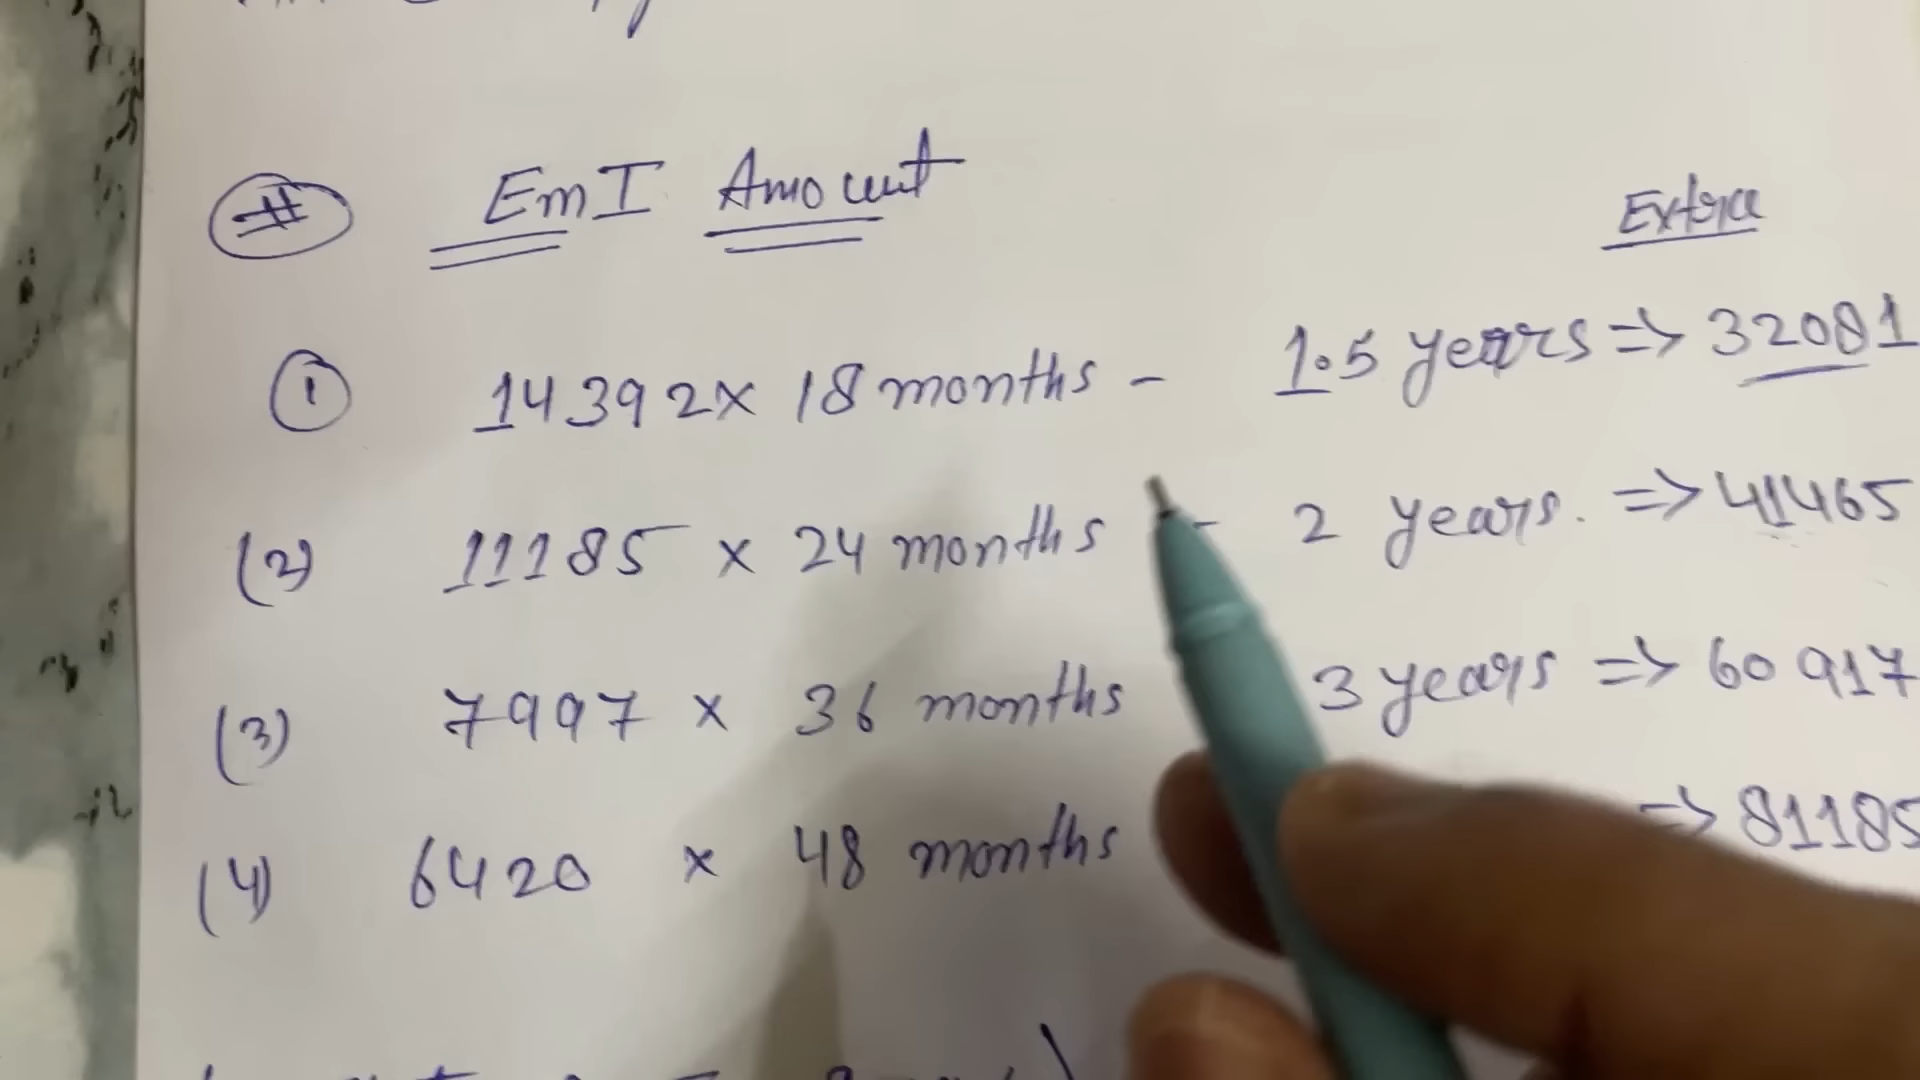 # EmI Amount
Extra
① 14392 x 18 months - 1.5 years => 32081
(2) 11185 x 24 months - 2 years. => 41465
(3) 7997 x 36 months 3 years => 60917
(4) 6420 x 48 months => 81185